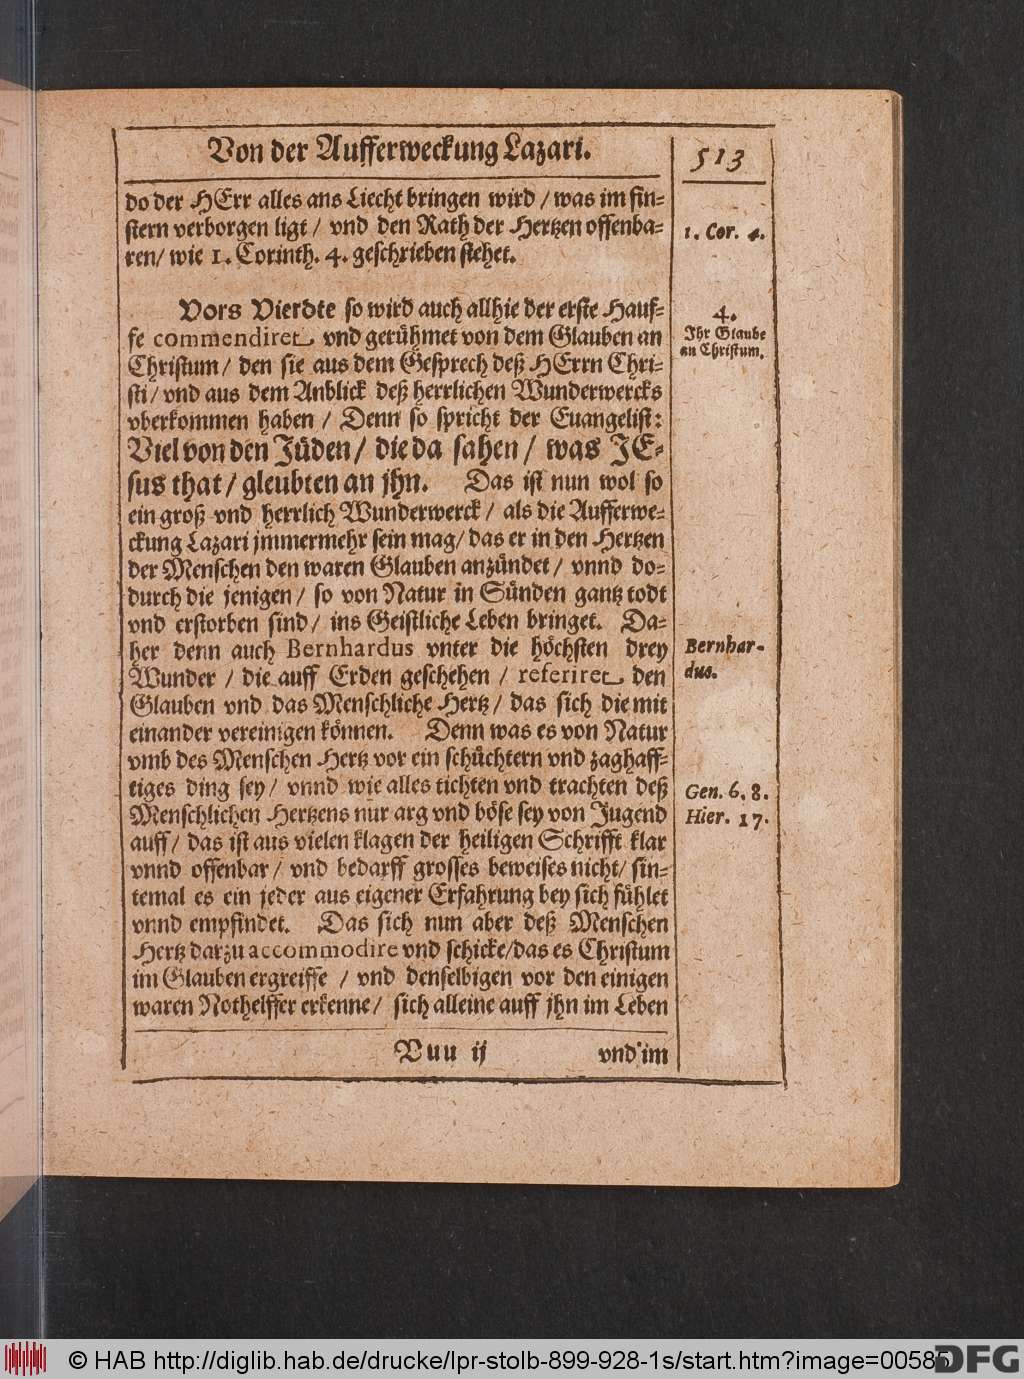 Von der Aufferweckung Lazari.
513
do der HErr alles ans Liecht bringen wird / was im fin-
stern verborgen ligt / vnd den Rath der Hertzen offenba-
ren / wie 1. Corinth. 4. geschrieben stehet.
1. Cor. 4.
Vors Vierdte so wird auch allhie der erste Hauf-
fe commendiret vnd gerühmet von dem Glauben an
Christum / den sie aus dem Gesprech deß HErrn Chri-
sti / vnd aus dem Anblick deß herrlichen Wunderwercks
vberkommen haben / Denn so spricht der Euangelist:
Viel von den Jüden / die da sahen / was JE-
sus that / gleubten an jhn. Das ist nun wol so
ein groß vnd herrlich Wunderwerck / als die Aufferwe-
ckung Lazari jmmermehr sein mag / das er in den Hertzen
der Menschen den waren Glauben anzündet / vnnd do-
durch die jenigen / so von Natur in Sünden gantz todt
vnd erstorben sind / ins Geistliche Leben bringet. Da-
her denn auch Bernhardus vnter die höchsten drey
Wunder / die auff Erden geschehen / referiret den
Glauben vnd das Menschliche Hertz / das sich die mit
einander vereinigen können. Denn was es von Natur
vmb des Menschen Hertz vor ein schüchtern vnd zaghaff-
tiges ding sey / vnnd wie alles tichten vnd trachten deß
Menschlichen Hertzens nur arg vnd böse sey von Jugend
auff / das ist aus vielen klagen der heiligen Schrifft klar
vnnd offenbar / vnd bedarff grosses beweises nicht / sin-
temal es ein jeder aus eigener Erfahrung bey sich fühlet
vnnd empfindet. Das sich nun aber deß Menschen
Hertz darzu accommodire vnd schicke / das es Christum
im Glauben ergreiffe / vnd denselbigen vor den einigen
waren Nothelffer erkenne / sich alleine auff jhn im Leben
4.
Ihr Glaube
an Christum.
Bernhar-
dus.
Gen. 6. 8.
Hier. 17.
Vuu ij
vnd im
© HAB http://diglib.hab.de/drucke/lpr-stolb-899-928-1s/start.htm?image=00585
DFG